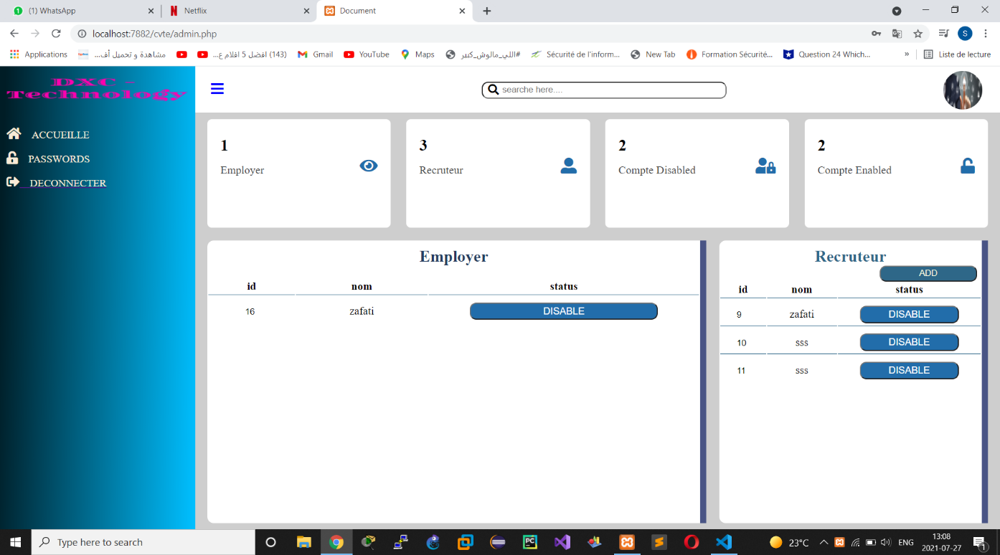 (1) WhatsApp
Netflix
Document
localhost:7882/cvte/admin.php
Applications
مشاهدة و تحميل أف...
(143) افضل 5 افلام ع...
Gmail
YouTube
Maps
#اللي_مالوش_كبير
Sécurité de l'inform...
New Tab
Formation Sécurité...
Question 24 Which...
»
Liste de lecture
S
DXC -
Technology
ACCUEILLE
PASSWORDS
DECONNECTER
searche here....
1
Employer
3
Recruteur
2
Compte Disabled
2
Compte Enabled
Employer
id nom status
16 zafati DISABLE
Recruteur
ADD
id nom status
9 zafati DISABLE
10 sss DISABLE
11 sss DISABLE
Type here to search
23°C
ENG
13:08
2021-07-27
1